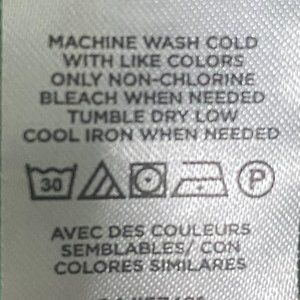 MACHINE WASH COLD
WITH LIKE COLORS
ONLY NON-CHLORINE
BLEACH WHEN NEEDED
TUMBLE DRY LOW
COOL IRON WHEN NEEDED
30 P
AVEC DES COULEURS
SEMBLABLES/ CON
COLORES SIMILARES